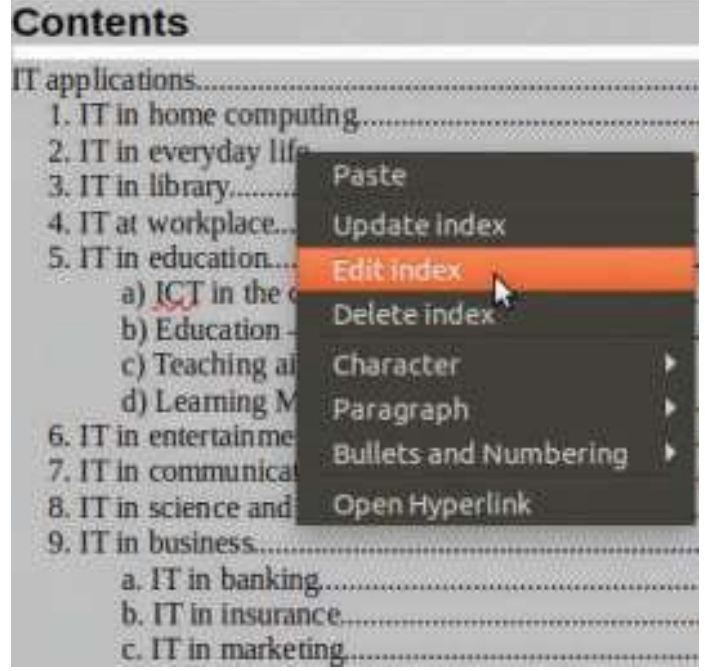 Contents
IT applications
1. IT in home computing
2. IT in everyday life
3. IT in library
4. IT at workplace
5. IT in education
a) ICT in the
b) Education -
c) Teaching ai
d) Learning M
6. IT in entertainme
7. IT in communica
8. IT in science and
9. IT in business
a. IT in banking
b. IT in insurance
c. IT in marketing
Paste
Update index
Edit index
Delete index
Character
Paragraph
Bullets and Numbering
Open Hyperlink